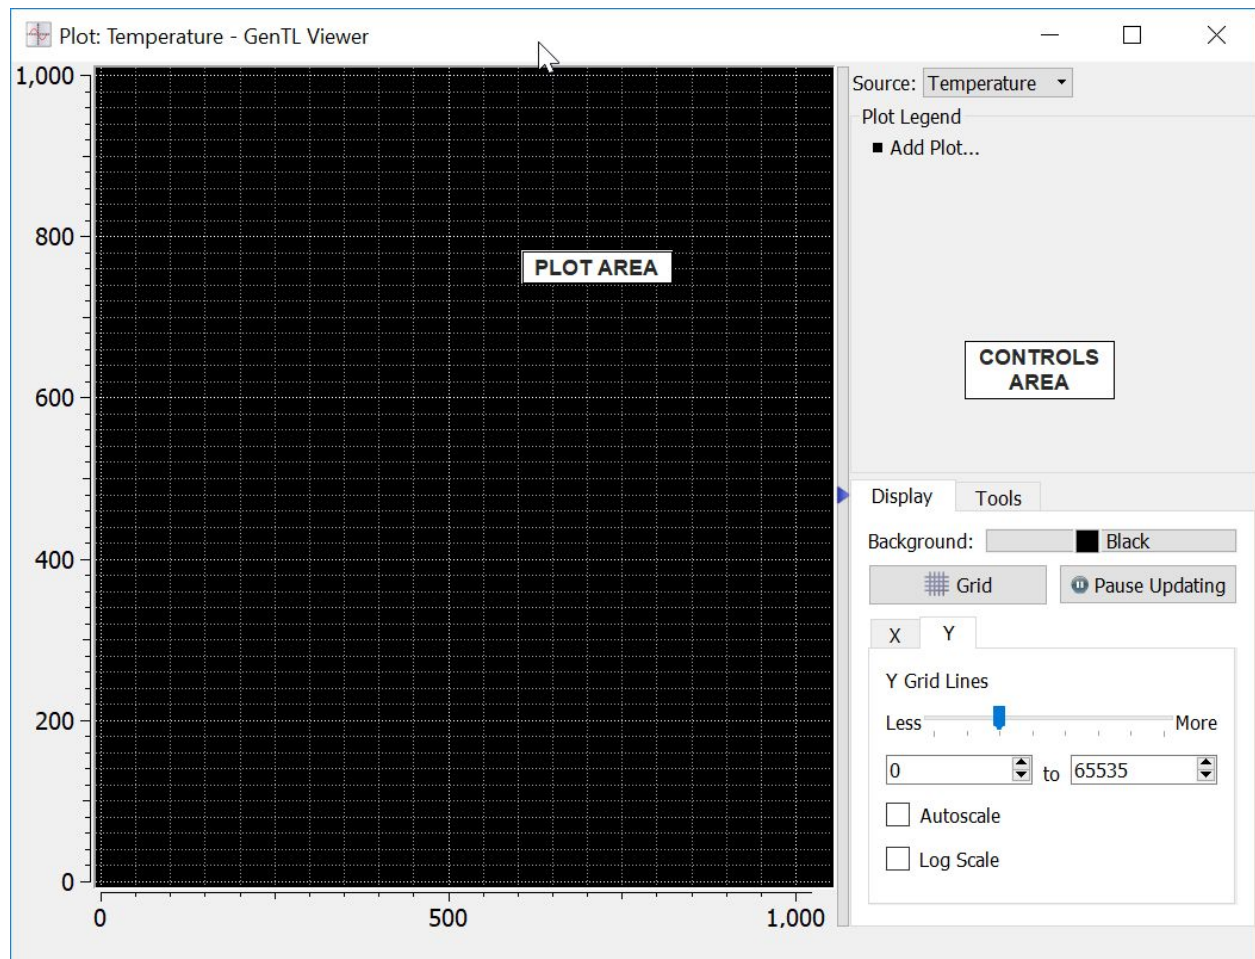 Plot: Temperature - GenTL Viewer
1,000
800
600
400
200
0
0 500 1,000
PLOT AREA
Source: Temperature
Plot Legend
Add Plot...
CONTROLS
AREA
Display Tools
Background: Black
Grid Pause Updating
X Y
Y Grid Lines
Less More
0 to 65535
Autoscale
Log Scale